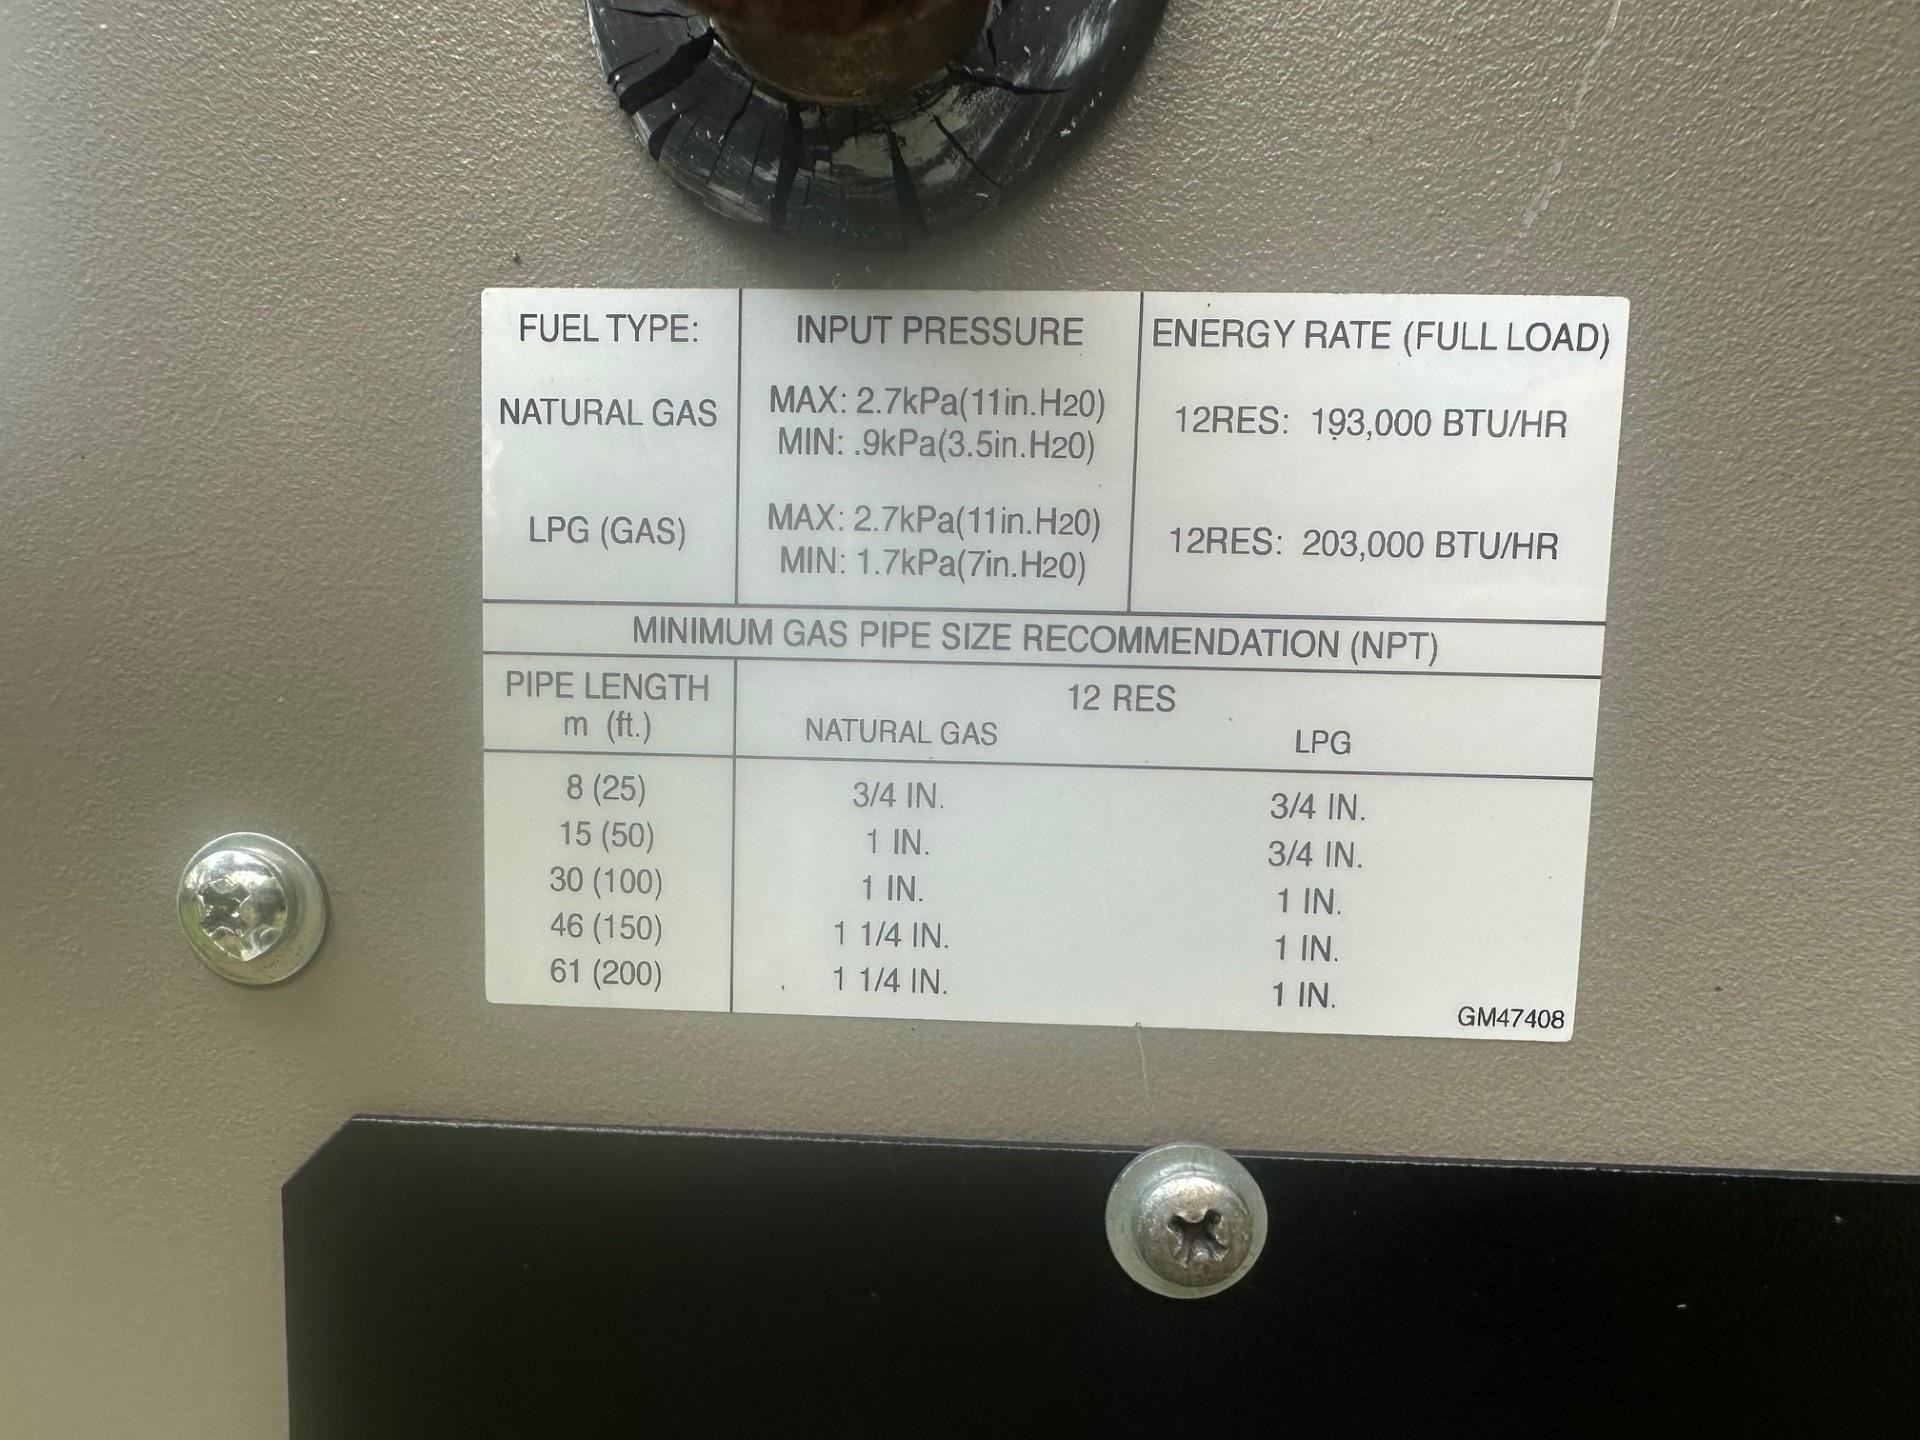 FUEL TYPE: INPUT PRESSURE ENERGY RATE (FULL LOAD)
NATURAL GAS MAX: 2.7kPa(11in.H20) 12RES: 193,000 BTU/HR
MIN: .9kPa(3.5in.H20)
LPG (GAS) MAX: 2.7kPa(11in.H20) 12RES: 203,000 BTU/HR
MIN: 1.7kPa(7in.H20)
MINIMUM GAS PIPE SIZE RECOMMENDATION (NPT)
PIPE LENGTH 12 RES
m (ft.) NATURAL GAS LPG
8 (25) 3/4 IN. 3/4 IN.
15 (50) 1 IN. 3/4 IN.
30 (100) 1 IN. 1 IN.
46 (150) 1 1/4 IN. 1 IN.
61 (200) 1 1/4 IN. 1 IN.
GM47408